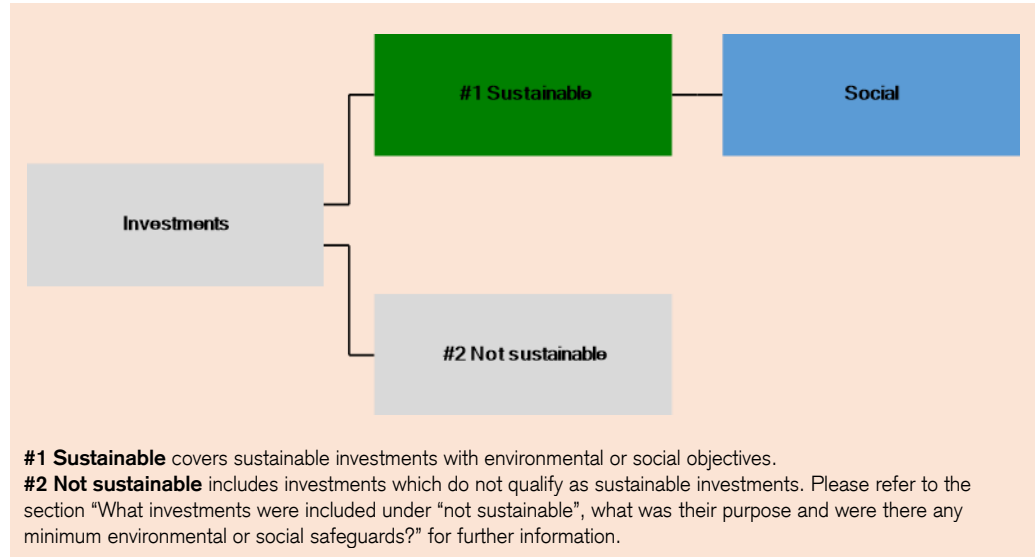 #1 Sustainable
Social
Investments
#2 Not sustainable
#1 Sustainable covers sustainable investments with environmental or social objectives.
#2 Not sustainable includes investments which do not qualify as sustainable investments. Please refer to the
section “What investments were included under “not sustainable”, what was their purpose and were there any
minimum environmental or social safeguards?” for further information.